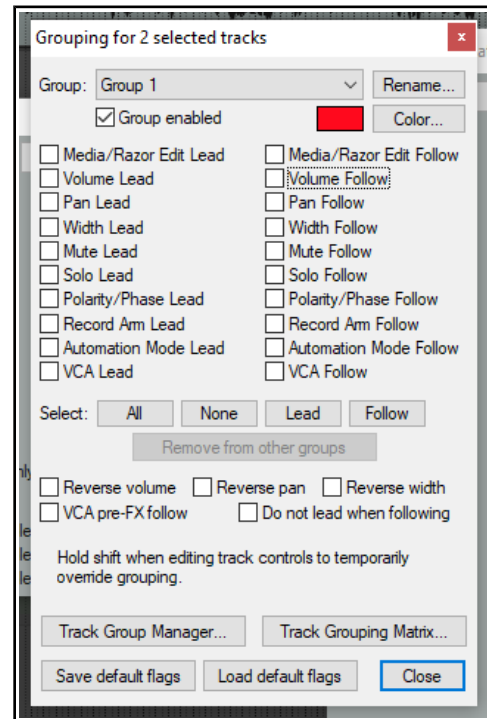 Grouping for 2 selected tracks
x
Group: Group 1 Rename...
Group enabled Color...
Media/Razor Edit Lead Media/Razor Edit Follow
Volume Lead Volume Follow
Pan Lead Pan Follow
Width Lead Width Follow
Mute Lead Mute Follow
Solo Lead Solo Follow
Polarity/Phase Lead Polarity/Phase Follow
Record Arm Lead Record Arm Follow
Automation Mode Lead Automation Mode Follow
VCA Lead VCA Follow
Select: All None Lead Follow
Remove from other groups
Reverse volume Reverse pan Reverse width
VCA pre-FX follow Do not lead when following
Hold shift when editing track controls to temporarily
override grouping.
Track Group Manager... Track Grouping Matrix...
Save default flags Load default flags Close